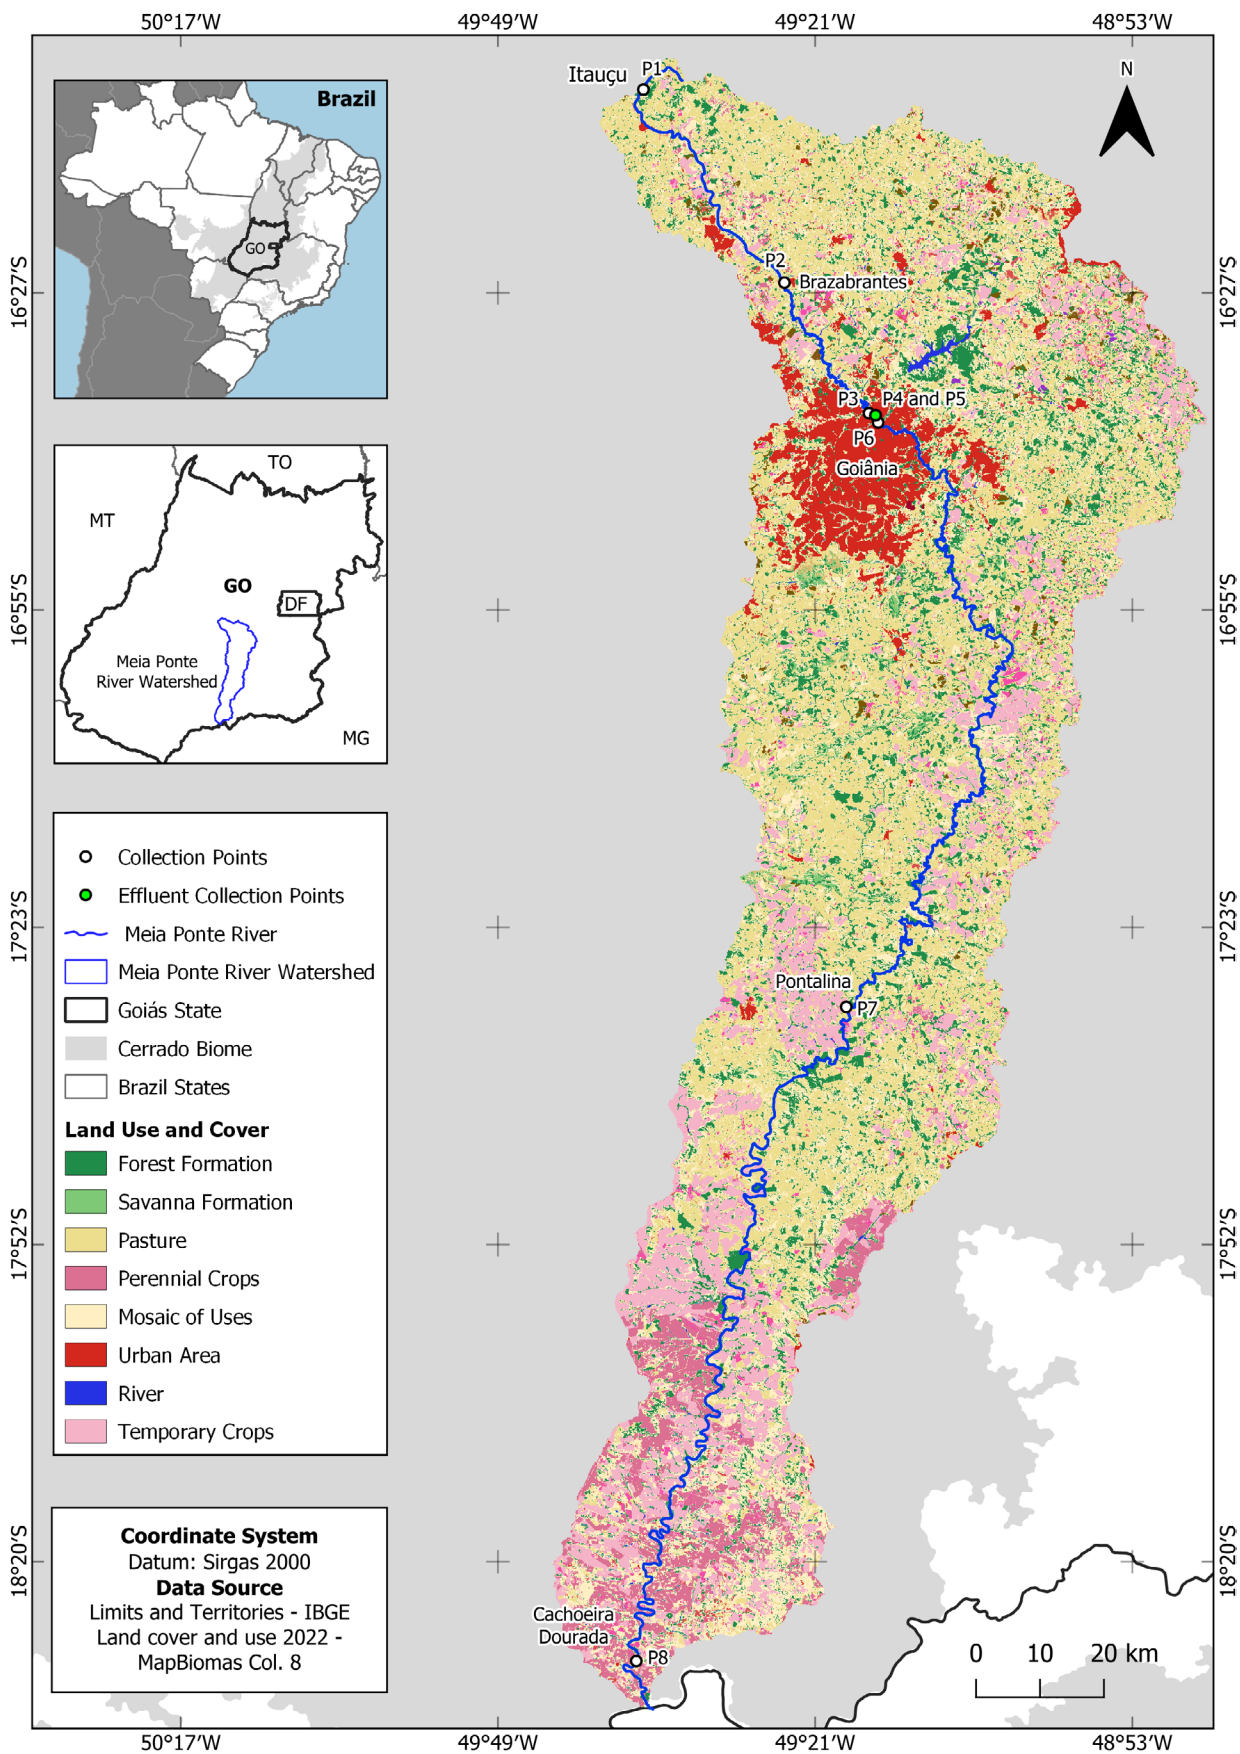 50°17'W
49°49'W
49°21'W
48°53'W
Brazil
GO
TO
MT
GO
DF
Meia Ponte
River Watershed
MG
Collection Points
Effluent Collection Points
Meia Ponte River
Meia Ponte River Watershed
Goiás State
Cerrado Biome
Brazil States
Land Use and Cover
Forest Formation
Savanna Formation
Pasture
Perennial Crops
Mosaic of Uses
Urban Area
River
Temporary Crops
Coordinate System
Datum: Sirgas 2000
Data Source
Limits and Territories - IBGE
Land cover and use 2022 -
MapBiomas Col. 8
N
Itauçu
P1
P2
Brazabrantes
P3
P4 and P5
P6
Goiânia
Pontalina
P7
Cachoeira
Dourada
P8
0 10 20 km
16°27'S
16°55'S
17°23'S
17°52'S
18°20'S
16°27'S
16°55'S
17°23'S
17°52'S
18°20'S
50°17'W
49°49'W
49°21'W
48°53'W